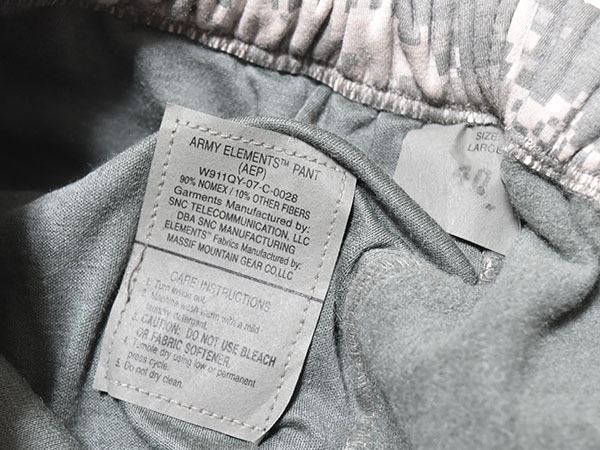 ARMY ELEMENTS™ PANT
(AEP)
W911QY-07-C-0028
90% NOMEX / 10% OTHER FIBERS
Garments Manufactured by:
SNC TELECOMMUNICATION, LLC
DBA SNC MANUFACTURING
ELEMENTS™ Fabrics Manufactured by:
MASSIF MOUNTAIN GEAR CO,LLC
CARE INSTRUCTIONS
1. Turn inside out.
2. Machine wash warm with a mild
laundry detergent.
3. CAUTION: DO NOT USE BLEACH
OR FABRIC SOFTENER.
4. Tumble dry using low or permanent
press cycle.
5. Do not dry clean.
SIZE
LARGE